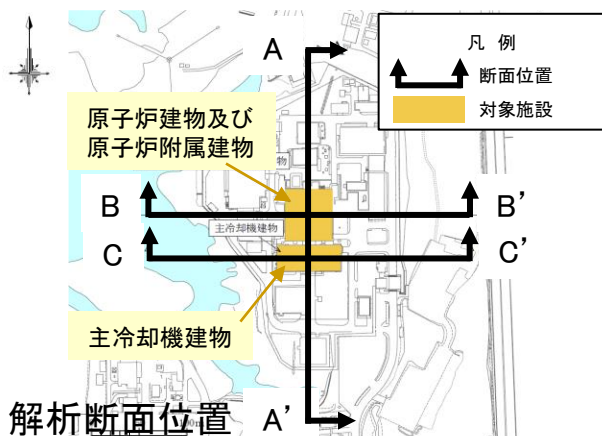 A
凡 例
断面位置
対象施設
原子炉建物及び
原子炉附属建物
物
B
B’
主冷却機建物
C
C’
主冷却機建物
解析断面位置
A’